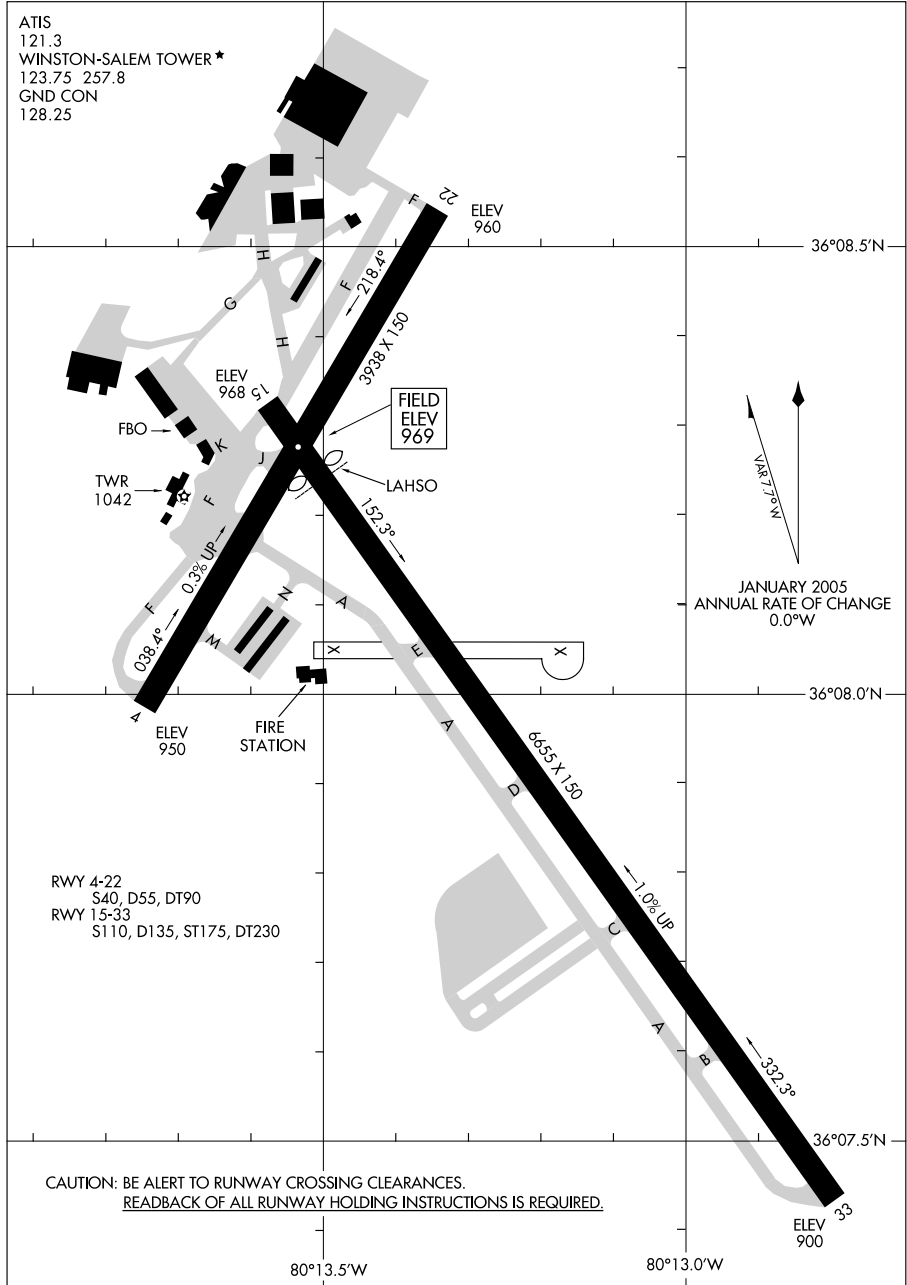 ATIS
121.3
WINSTON-SALEM TOWER ★
123.75 257.8
GND CON
128.25
F
22
ELEV
960
36°08.5'N
H
G
F
218.4°
H
3938 X 150
ELEV
968
15
FIELD
ELEV
969
FBO
K
J
LAHSO
TWR
1042
F
152.3°
VAR 7.7° W
JANUARY 2005
ANNUAL RATE OF CHANGE
0.0°W
0.3% UP
F
038.4°
N
A
M
X
E
X
4
ELEV
950
FIRE
STATION
36°08.0'N
A
6655 X 150
D
RWY 4-22
S40, D55, DT90
RWY 15-33
S110, D135, ST175, DT230
1.0% UP
C
A
B
332.3°
36°07.5'N
CAUTION: BE ALERT TO RUNWAY CROSSING CLEARANCES.
READBACK OF ALL RUNWAY HOLDING INSTRUCTIONS IS REQUIRED.
33
ELEV
900
80°13.5'W
80°13.0'W